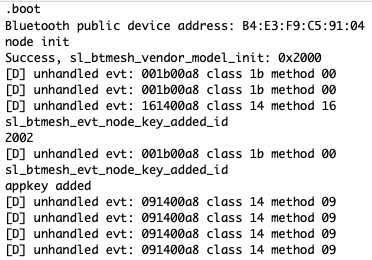 .boot
Bluetooth public device address: B4:E3:F9:C5:91:04
node init
Success, sl_btmesh_vendor_model_init: 0x2000
[D] unhandled evt: 001b00a8 class 1b method 00
[D] unhandled evt: 001b00a8 class 1b method 00
[D] unhandled evt: 161400a8 class 14 method 16
sl_btmesh_evt_node_key_added_id
2002
[D] unhandled evt: 001b00a8 class 1b method 00
sl_btmesh_evt_node_key_added_id
appkey added
[D] unhandled evt: 091400a8 class 14 method 09
[D] unhandled evt: 091400a8 class 14 method 09
[D] unhandled evt: 091400a8 class 14 method 09
[D] unhandled evt: 091400a8 class 14 method 09